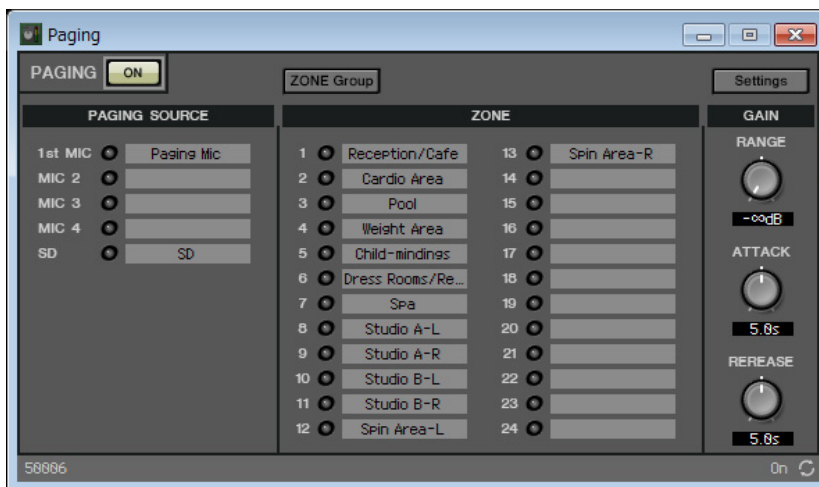 Paging
PAGING ON
ZONE Group
Settings
PAGING SOURCE
1st MIC Paging Mic
MIC 2
MIC 3
MIC 4
SD SD
ZONE
1 Reception/Cafe
2 Cardio Area
3 Pool
4 Weight Area
5 Child-mindings
6 Dress Rooms/Re...
7 Spa
8 Studio A-L
9 Studio A-R
10 Studio B-L
11 Studio B-R
12 Spin Area-L
13 Spin Area-R
14
15
16
17
18
19
20
21
22
23
24
GAIN
RANGE
-∞dB
ATTACK
5.0s
REREASE
5.0s
50006
On